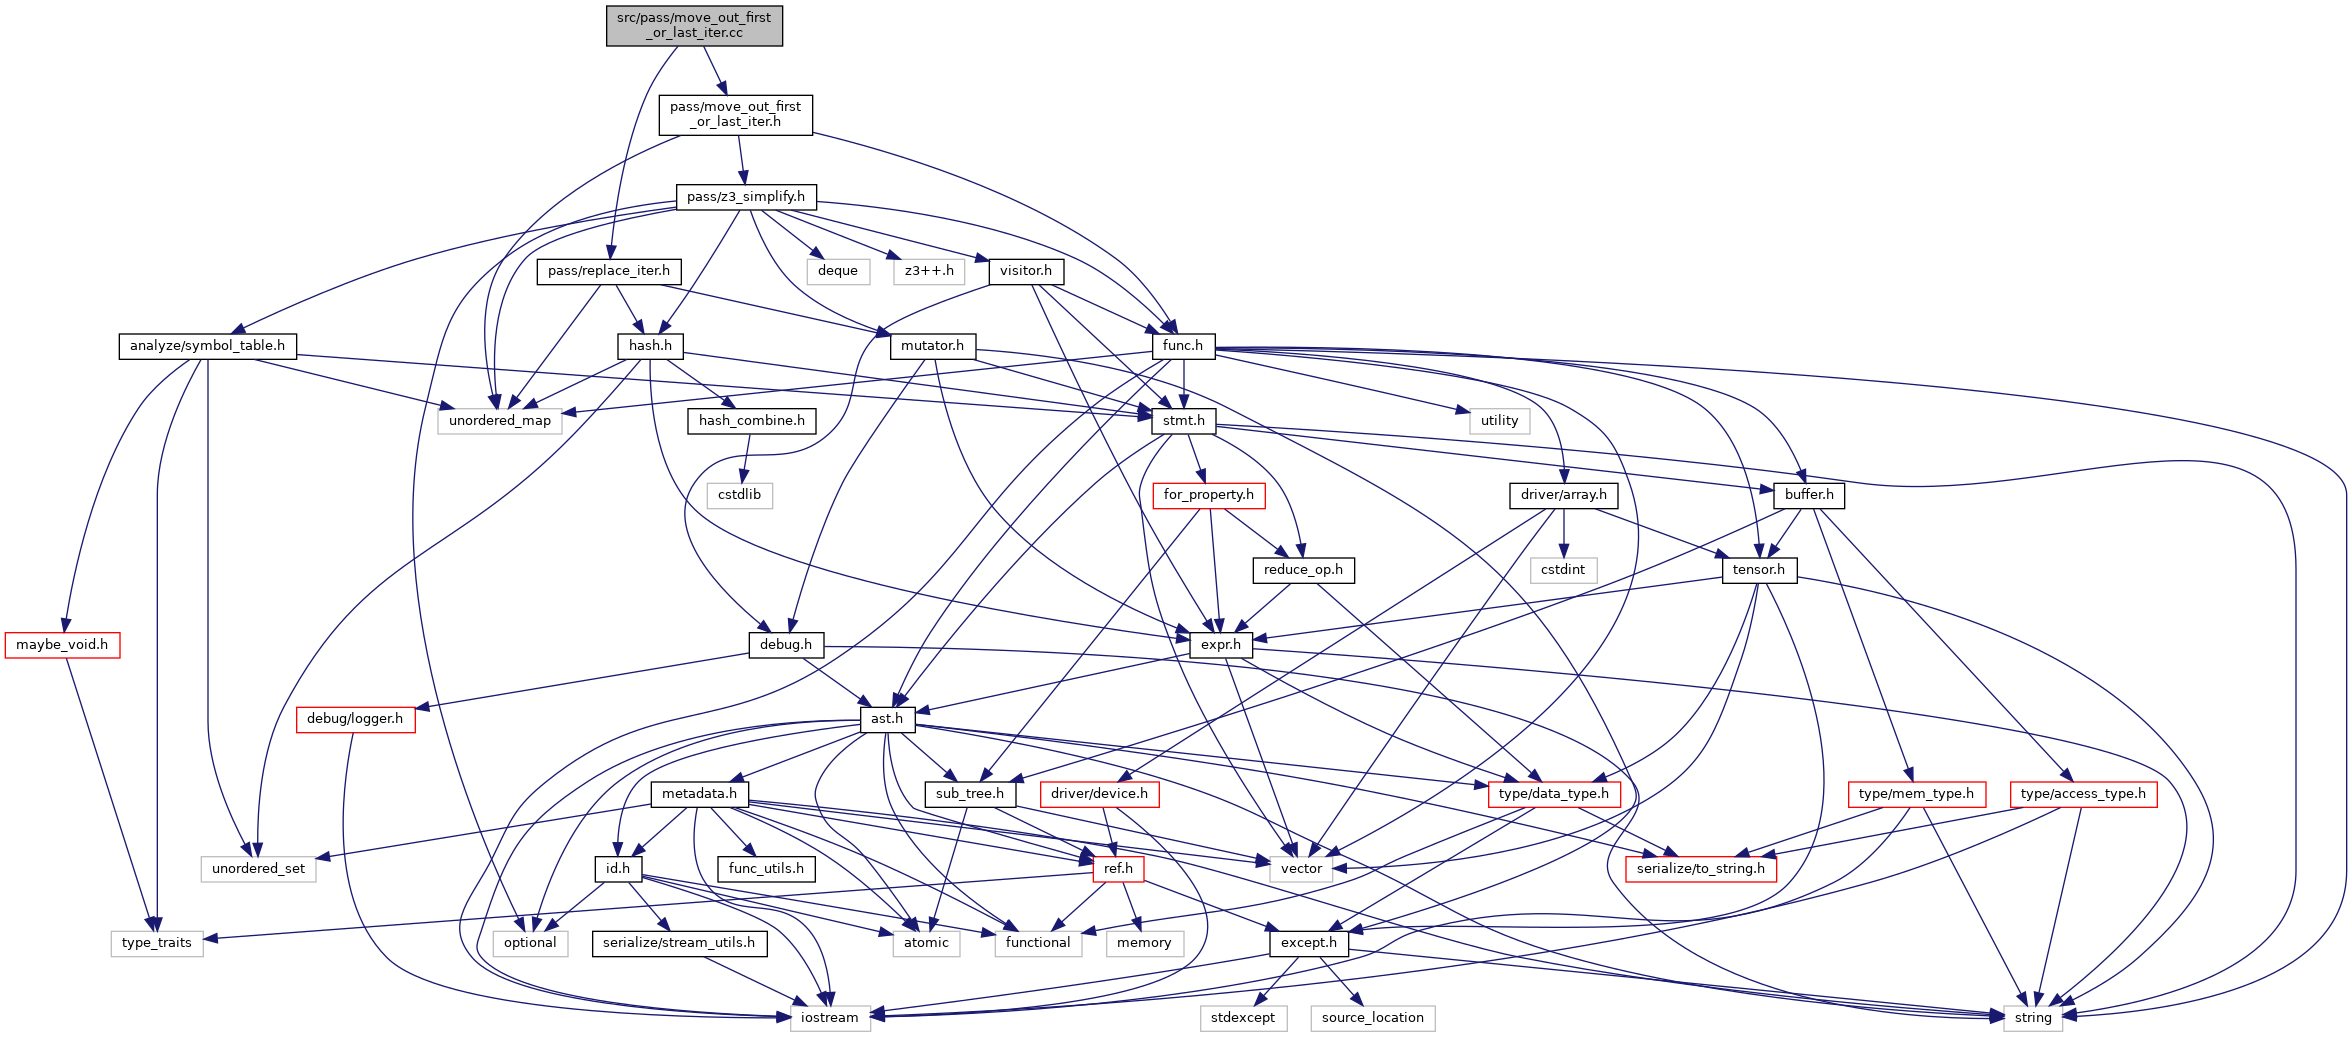 src/pass/move_out_first
_or_last_iter.cc
pass/move_out_first
_or_last_iter.h
pass/z3_simplify.h
pass/replace_iter.h
deque
z3++.h
visitor.h
analyze/symbol_table.h
hash.h
mutator.h
func.h
unordered_map
hash_combine.h
stmt.h
utility
cstdlib
for_property.h
driver/array.h
buffer.h
reduce_op.h
cstdint
tensor.h
maybe_void.h
debug.h
expr.h
debug/logger.h
ast.h
metadata.h
sub_tree.h
driver/device.h
type/data_type.h
type/mem_type.h
type/access_type.h
unordered_set
id.h
func_utils.h
ref.h
vector
serialize/to_string.h
type_traits
optional
serialize/stream_utils.h
atomic
functional
memory
except.h
iostream
stdexcept
source_location
string